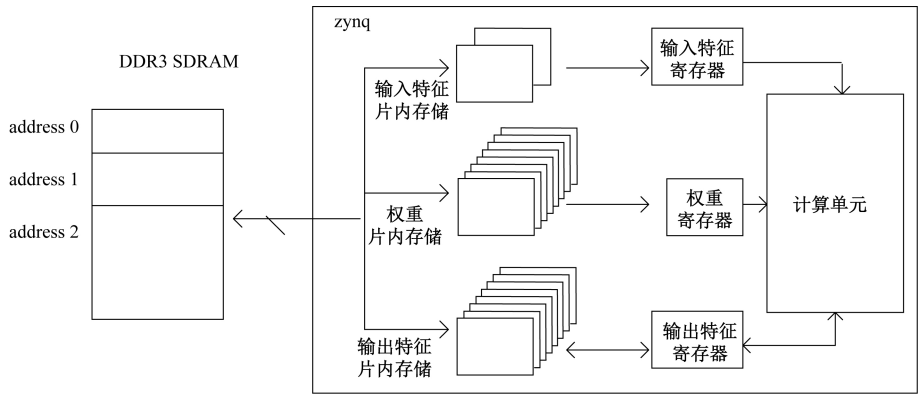 zynq
DDR3 SDRAM
address 0
address 1
address 2
输入特征
片内存储
权重
片内存储
输出特征
片内存储
输入特征
寄存器
权重
寄存器
输出特征
寄存器
计算单元